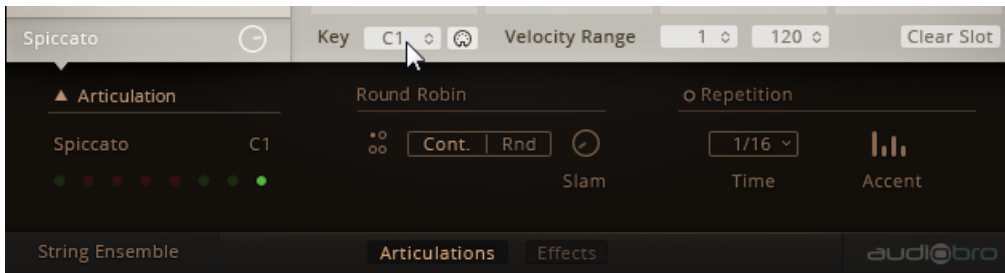 Spiccato Key C1 Velocity Range 1 120 Clear Slot
Articulation Round Robin Repetition
Spiccato C1 Cont. | Rnd 1/16
Slam Time Accent
String Ensemble Articulations Effects audiobro